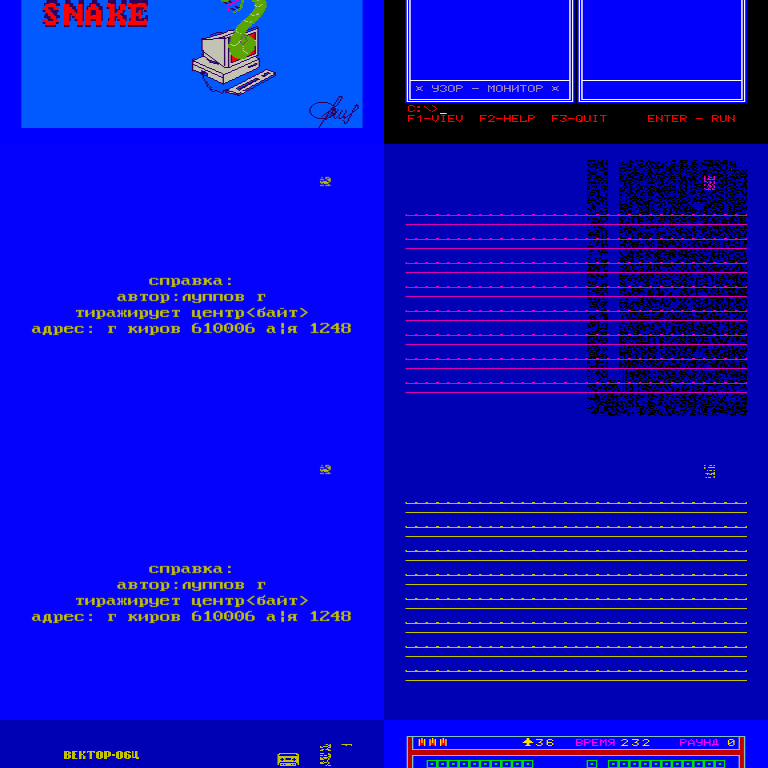 SNAKE
× УЗОР – МОНИТОР ×
C:\>_
F1-VIEV F2-HELP F3-QUIT ENTER – RUN
справка:
автор:луппов г
тиражирует центр<байт>
адрес: г киров 610006 а|я 1248
справка:
автор:луппов г
тиражирует центр<байт>
адрес: г киров 610006 а|я 1248
ВЕКТОР-06Ц
36 ВРЕМЯ 232 РАУНД 0